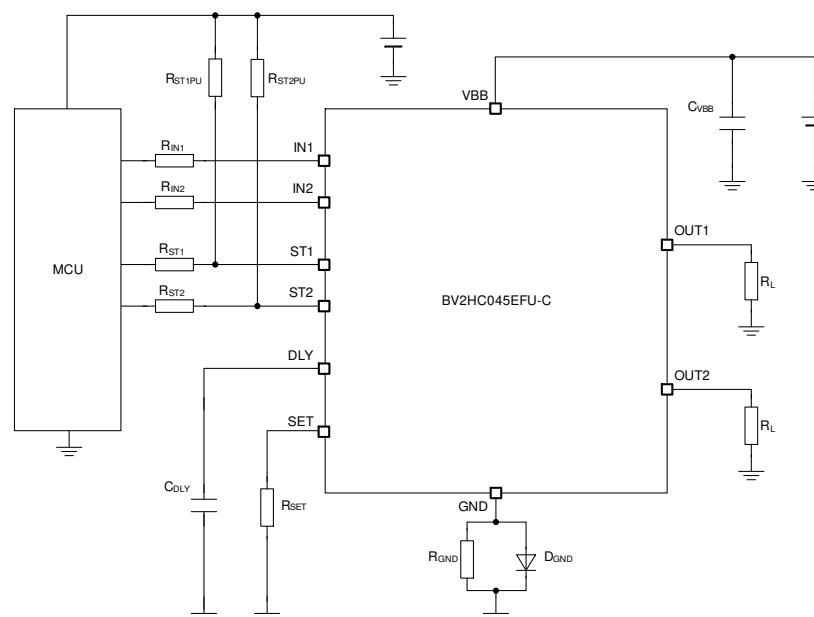 RST1PU
RST2PU
VBB
CVBB
RIN1
IN1
RIN2
IN2
OUT1
RST1
ST1
MCU
RL
RST2
ST2
BV2HC045EFU-C
DLY
OUT2
SET
RL
CDLY
RSET
GND
RGND
DGND